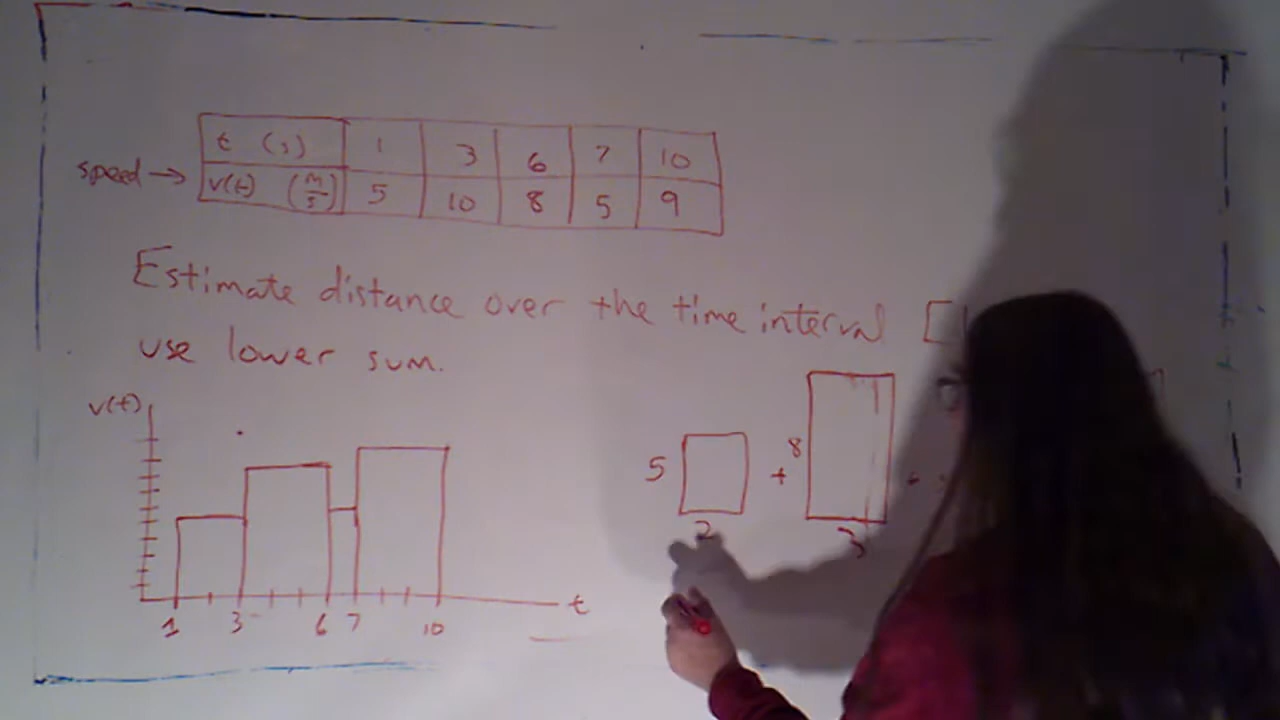 t (s) 1 3 6 7 10
speed → v(t) (m/s) 5 10 8 5 9
Estimate distance over the time interval [1
use lower sum.
v(t)
5 + 8 +
2 3
t
1 3 6 7 10